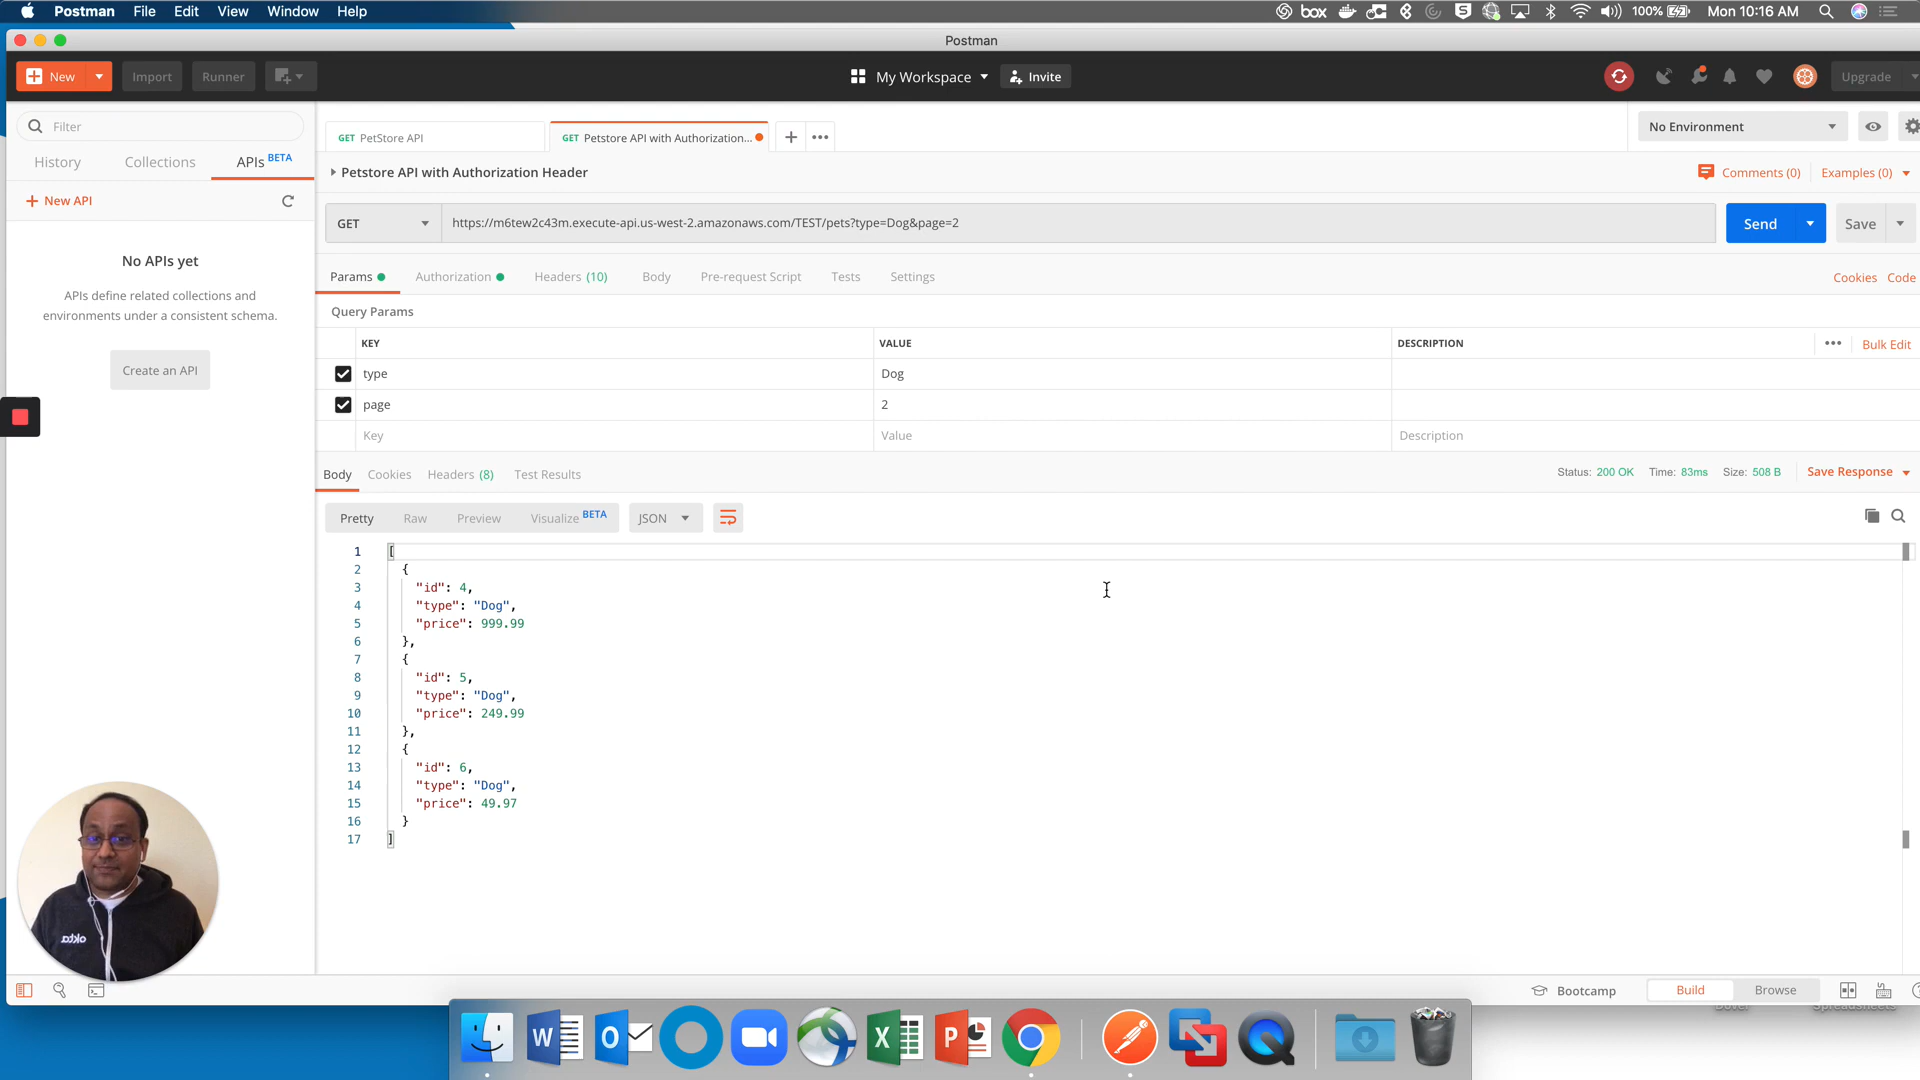 Postman File Edit View Window Help
box 100% Mon 10:16 AM
Postman
New Import Runner My Workspace Invite Upgrade
Filter
History Collections APIs BETA
+ New API
No APIs yet
APIs define related collections and
environments under a consistent schema.
Create an API
GET PetStore API GET Petstore API with Authorization... No Environment
Petstore API with Authorization Header Comments (0) Examples (0)
GET https://m6tew2c43m.execute-api.us-west-2.amazonaws.com/TEST/pets?type=Dog&page=2 Send Save
Params Authorization Headers (10) Body Pre-request Script Tests Settings Cookies Code
Query Params
KEY VALUE DESCRIPTION Bulk Edit
type Dog
page 2
Key Value Description
Body Cookies Headers (8) Test Results Status: 200 OK Time: 83ms Size: 508 B Save Response
Pretty Raw Preview Visualize BETA JSON
1 [
2 {
3 "id": 4,
4 "type": "Dog",
5 "price": 999.99
6 },
7 {
8 "id": 5,
9 "type": "Dog",
10 "price": 249.99
11 },
12 {
13 "id": 6,
14 "type": "Dog",
15 "price": 49.97
16 }
17 ]
okta
Bootcamp Build Browse